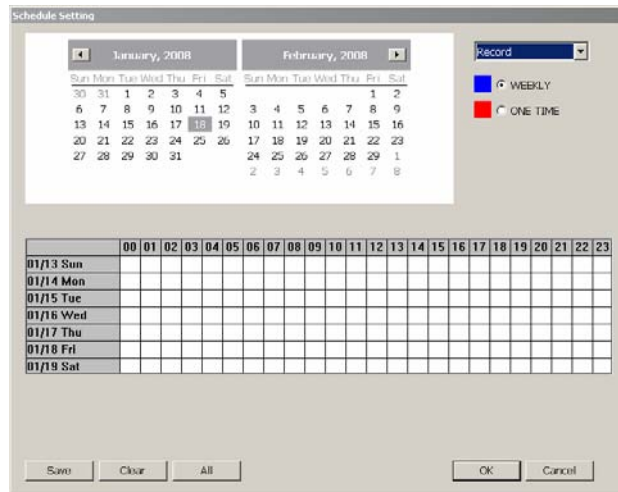 Schedule Setting
January, 2008 February, 2008
Sun Mon Tue Wed Thu Fri Sat Sun Mon Tue Wed Thu Fri Sat
30 31 1 2 3 4 5 1 2
6 7 8 9 10 11 12 3 4 5 6 7 8 9
13 14 15 16 17 18 19 10 11 12 13 14 15 16
20 21 22 23 24 25 26 17 18 19 20 21 22 23
27 28 29 30 31 24 25 26 27 28 29 1
2 3 4 5 6 7 8
Record
WEEKLY
ONE TIME
00 01 02 03 04 05 06 07 08 09 10 11 12 13 14 15 16 17 18 19 20 21 22 23
01/13 Sun
01/14 Mon
01/15 Tue
01/16 Wed
01/17 Thu
01/18 Fri
01/19 Sat
Save Clear All OK Cancel